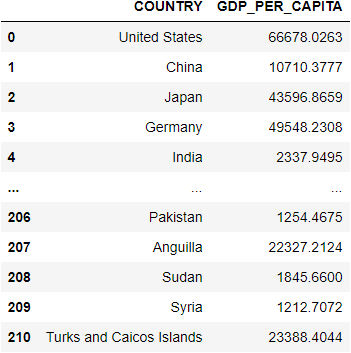 COUNTRY GDP_PER_CAPITA
0 United States 66678.0263
1 China 10710.3777
2 Japan 43596.8659
3 Germany 49548.2308
4 India 2337.9495
... ... ...
206 Pakistan 1254.4675
207 Anguilla 22327.2124
208 Sudan 1845.6600
209 Syria 1212.7072
210 Turks and Caicos Islands 23388.4044